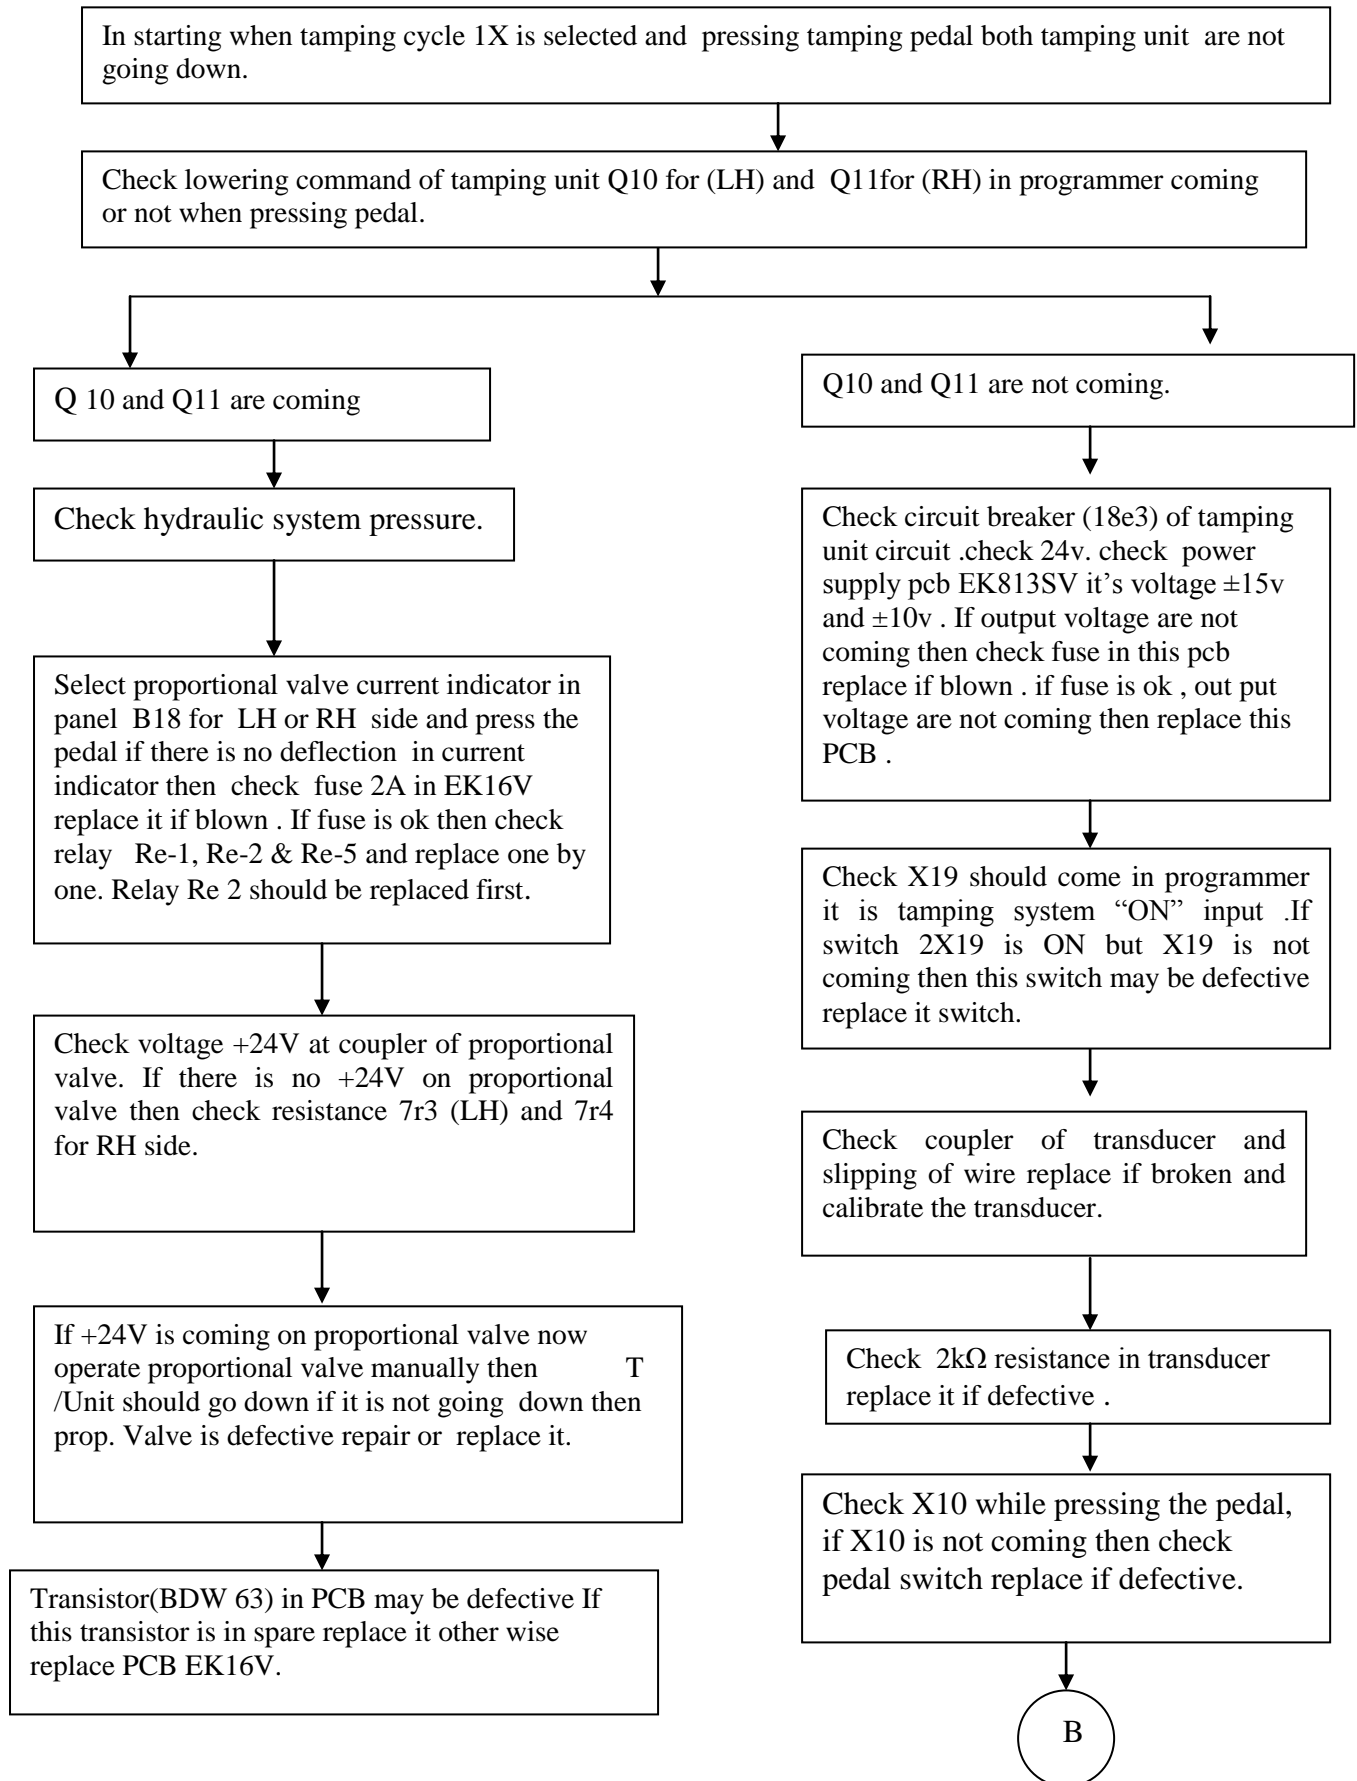 In starting when tamping cycle 1X is selected and pressing tamping pedal both tamping unit are not
going down.
Check lowering command of tamping unit Q10 for (LH) and Q11for (RH) in programmer coming
or not when pressing pedal.
Q 10 and Q11 are coming
Check hydraulic system pressure.
Select proportional valve current indicator in
panel B18 for LH or RH side and press the
pedal if there is no deflection in current
indicator then check fuse 2A in EK16V
replace it if blown . If fuse is ok then check
relay Re-1, Re-2 & Re-5 and replace one by
one. Relay Re 2 should be replaced first.
Check voltage +24V at coupler of proportional
valve. If there is no +24V on proportional
valve then check resistance 7r3 (LH) and 7r4
for RH side.
If +24V is coming on proportional valve now
operate proportional valve manually then T
/Unit should go down if it is not going down then
prop. Valve is defective repair or replace it.
Transistor(BDW 63) in PCB may be defective If
this transistor is in spare replace it other wise
replace PCB EK16V.
Q10 and Q11 are not coming.
Check circuit breaker (18e3) of tamping
unit circuit .check 24v. check power
supply pcb EK813SV it’s voltage ±15v
and ±10v . If output voltage are not
coming then check fuse in this pcb
replace if blown . if fuse is ok , out put
voltage are not coming then replace this
PCB .
Check X19 should come in programmer
it is tamping system “ON” input .If
switch 2X19 is ON but X19 is not
coming then this switch may be defective
replace it switch.
Check coupler of transducer and
slipping of wire replace if broken and
calibrate the transducer.
Check 2kΩ resistance in transducer
replace it if defective .
Check X10 while pressing the pedal,
if X10 is not coming then check
pedal switch replace if defective.
B